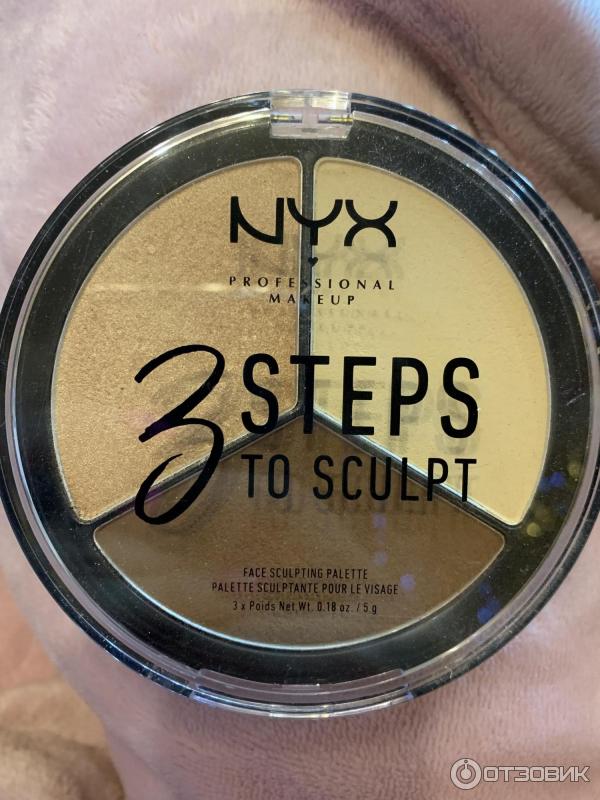 NYX
PROFESSIONAL
MAKEUP
3 STEPS
TO SCULPT
FACE SCULPTING PALETTE
PALETTE SCULPTANTE POUR LE VISAGE
3 x Poids Net Wt. 0.18 oz. / 5 g
ОТЗОВИК